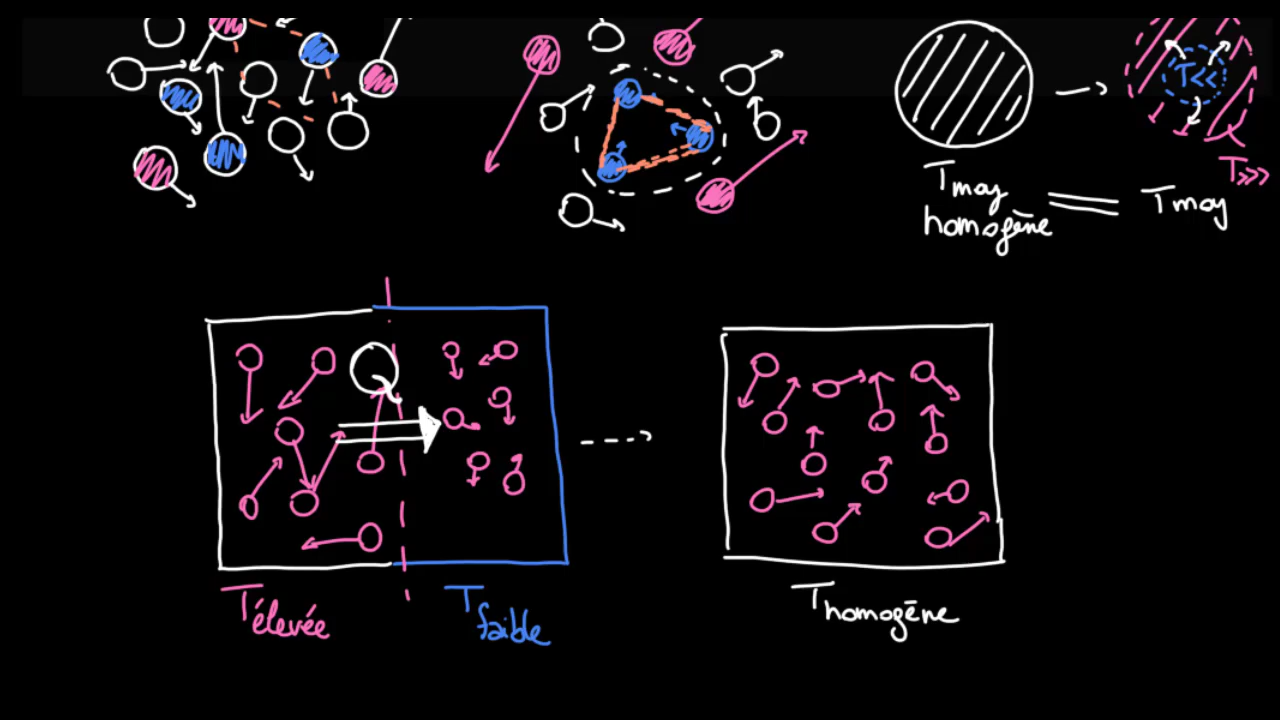 T<<
T>>>
Tmoy
homogène
Tmoy
Q
Télevée
Tfaible
Thomogène